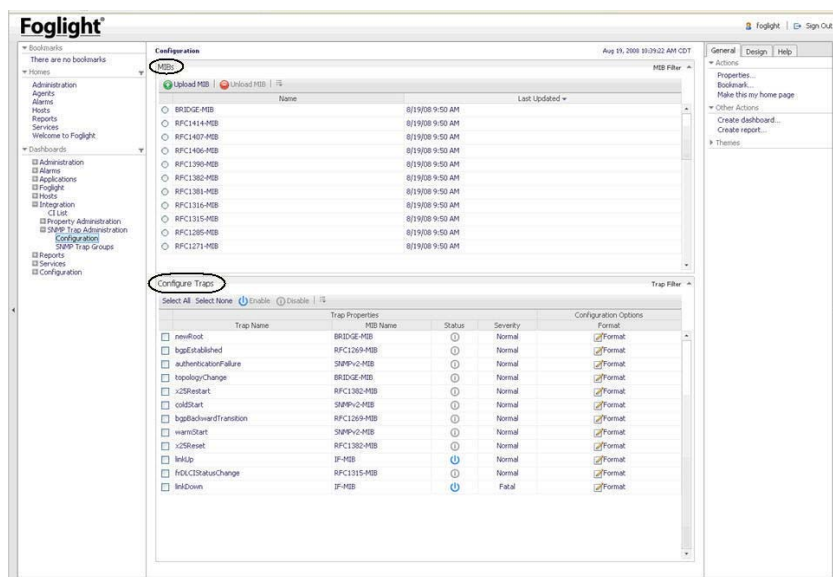 Foglight
Foglight | Sign Out
Bookmarks
There are no bookmarks
Homes
Administration
Agents
Alarms
Hosts
Reports
Services
Welcome to Foglight
Dashboards
Administration
Alarms
Applications
Foglight
Hosts
Integration
CI List
Property Administration
SNMP Trap Administration
Configuration
SNMP Trap Groups
Reports
Services
Configuration
Configuration Aug 19, 2008 10:39:22 AM CDT
MIBs MIB Filter
Upload MIB | Unload MIB |
Name Last Updated
BRIDGE-MIB 8/19/08 9:50 AM
RFC1414-MIB 8/19/08 9:50 AM
RFC1407-MIB 8/19/08 9:50 AM
RFC1406-MIB 8/19/08 9:50 AM
RFC1398-MIB 8/19/08 9:50 AM
RFC1382-MIB 8/19/08 9:50 AM
RFC1381-MIB 8/19/08 9:50 AM
RFC1316-MIB 8/19/08 9:50 AM
RFC1315-MIB 8/19/08 9:50 AM
RFC1285-MIB 8/19/08 9:50 AM
RFC1271-MIB 8/19/08 9:50 AM
Configure Traps Trap Filter
Select All Select None Enable Disable |
Trap Properties Configuration Options
Trap Name MIB Name Status Severity Format
newRoot BRIDGE-MIB Normal Format
bgpEstablished RFC1269-MIB Normal Format
authenticationFailure SNMPv2-MIB Normal Format
topologyChange BRIDGE-MIB Normal Format
x25Restart RFC1382-MIB Normal Format
coldStart SNMPv2-MIB Normal Format
bgpBackwardTransition RFC1269-MIB Normal Format
warmStart SNMPv2-MIB Normal Format
x25Reset RFC1382-MIB Normal Format
linkUp IF-MIB Normal Format
frDLCIStatusChange RFC1315-MIB Normal Format
linkDown IF-MIB Fatal Format
General Design Help
Actions
Properties...
Bookmark...
Make this my home page
Other Actions
Create dashboard...
Create report...
Themes